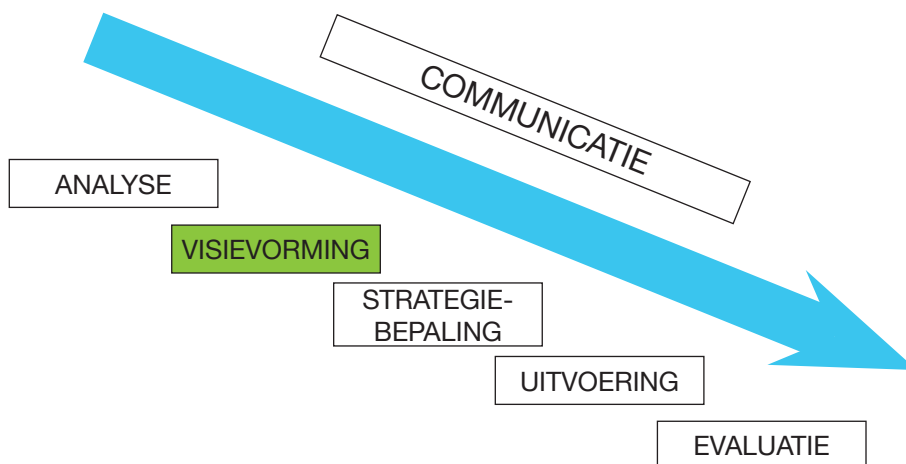 COMMUNICATIE
ANALYSE
VISIEVORMING
STRATEGIE-
BEPALING
UITVOERING
EVALUATIE